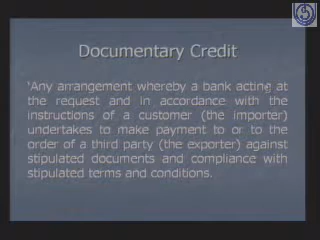 Documentary Credit
'Any arrangement whereby a bank acting at
the request and in accordance with the
instructions of a customer (the importer)
undertakes to make payment to or to the
order of a third party (the exporter) against
stipulated documents and compliance with
stipulated terms and conditions.